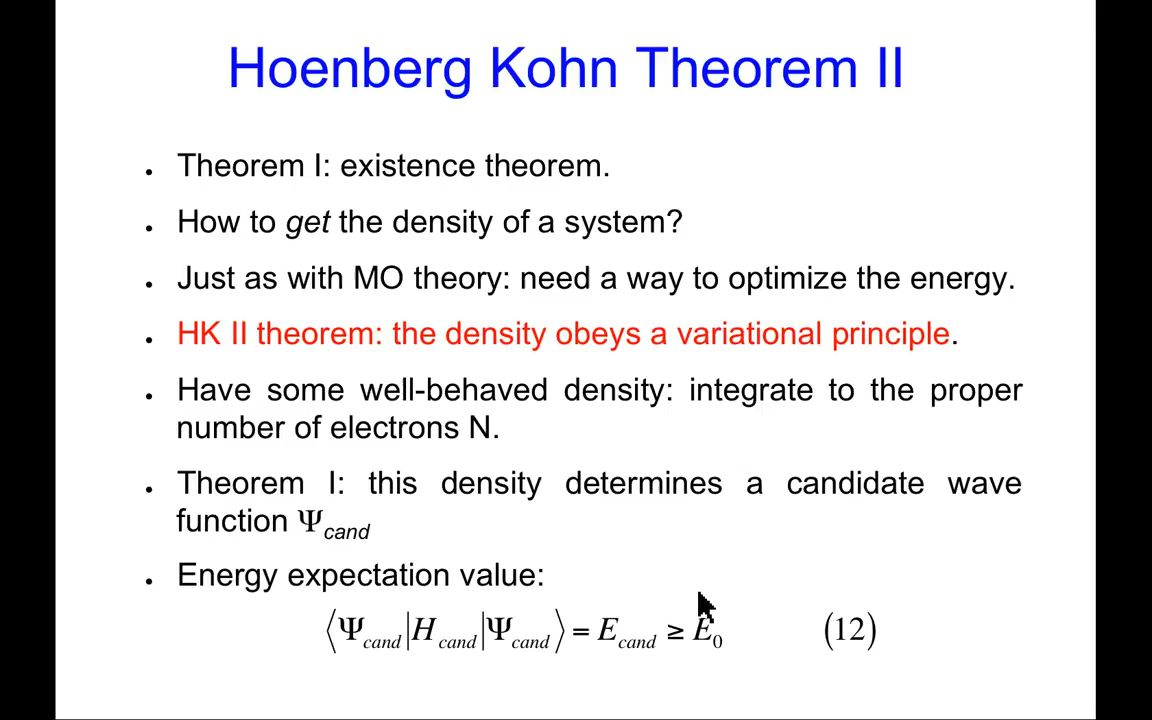 Hoenberg Kohn Theorem II
• Theorem I: existence theorem.
• How to get the density of a system?
• Just as with MO theory: need a way to optimize the energy.
• HK II theorem: the density obeys a variational principle.
• Have some well-behaved density: integrate to the proper
number of electrons N.
• Theorem I: this density determines a candidate wave
function Ψcand
• Energy expectation value:
⟨Ψcand|Hcand|Ψcand⟩ = Ecand ≥ E0 (12)